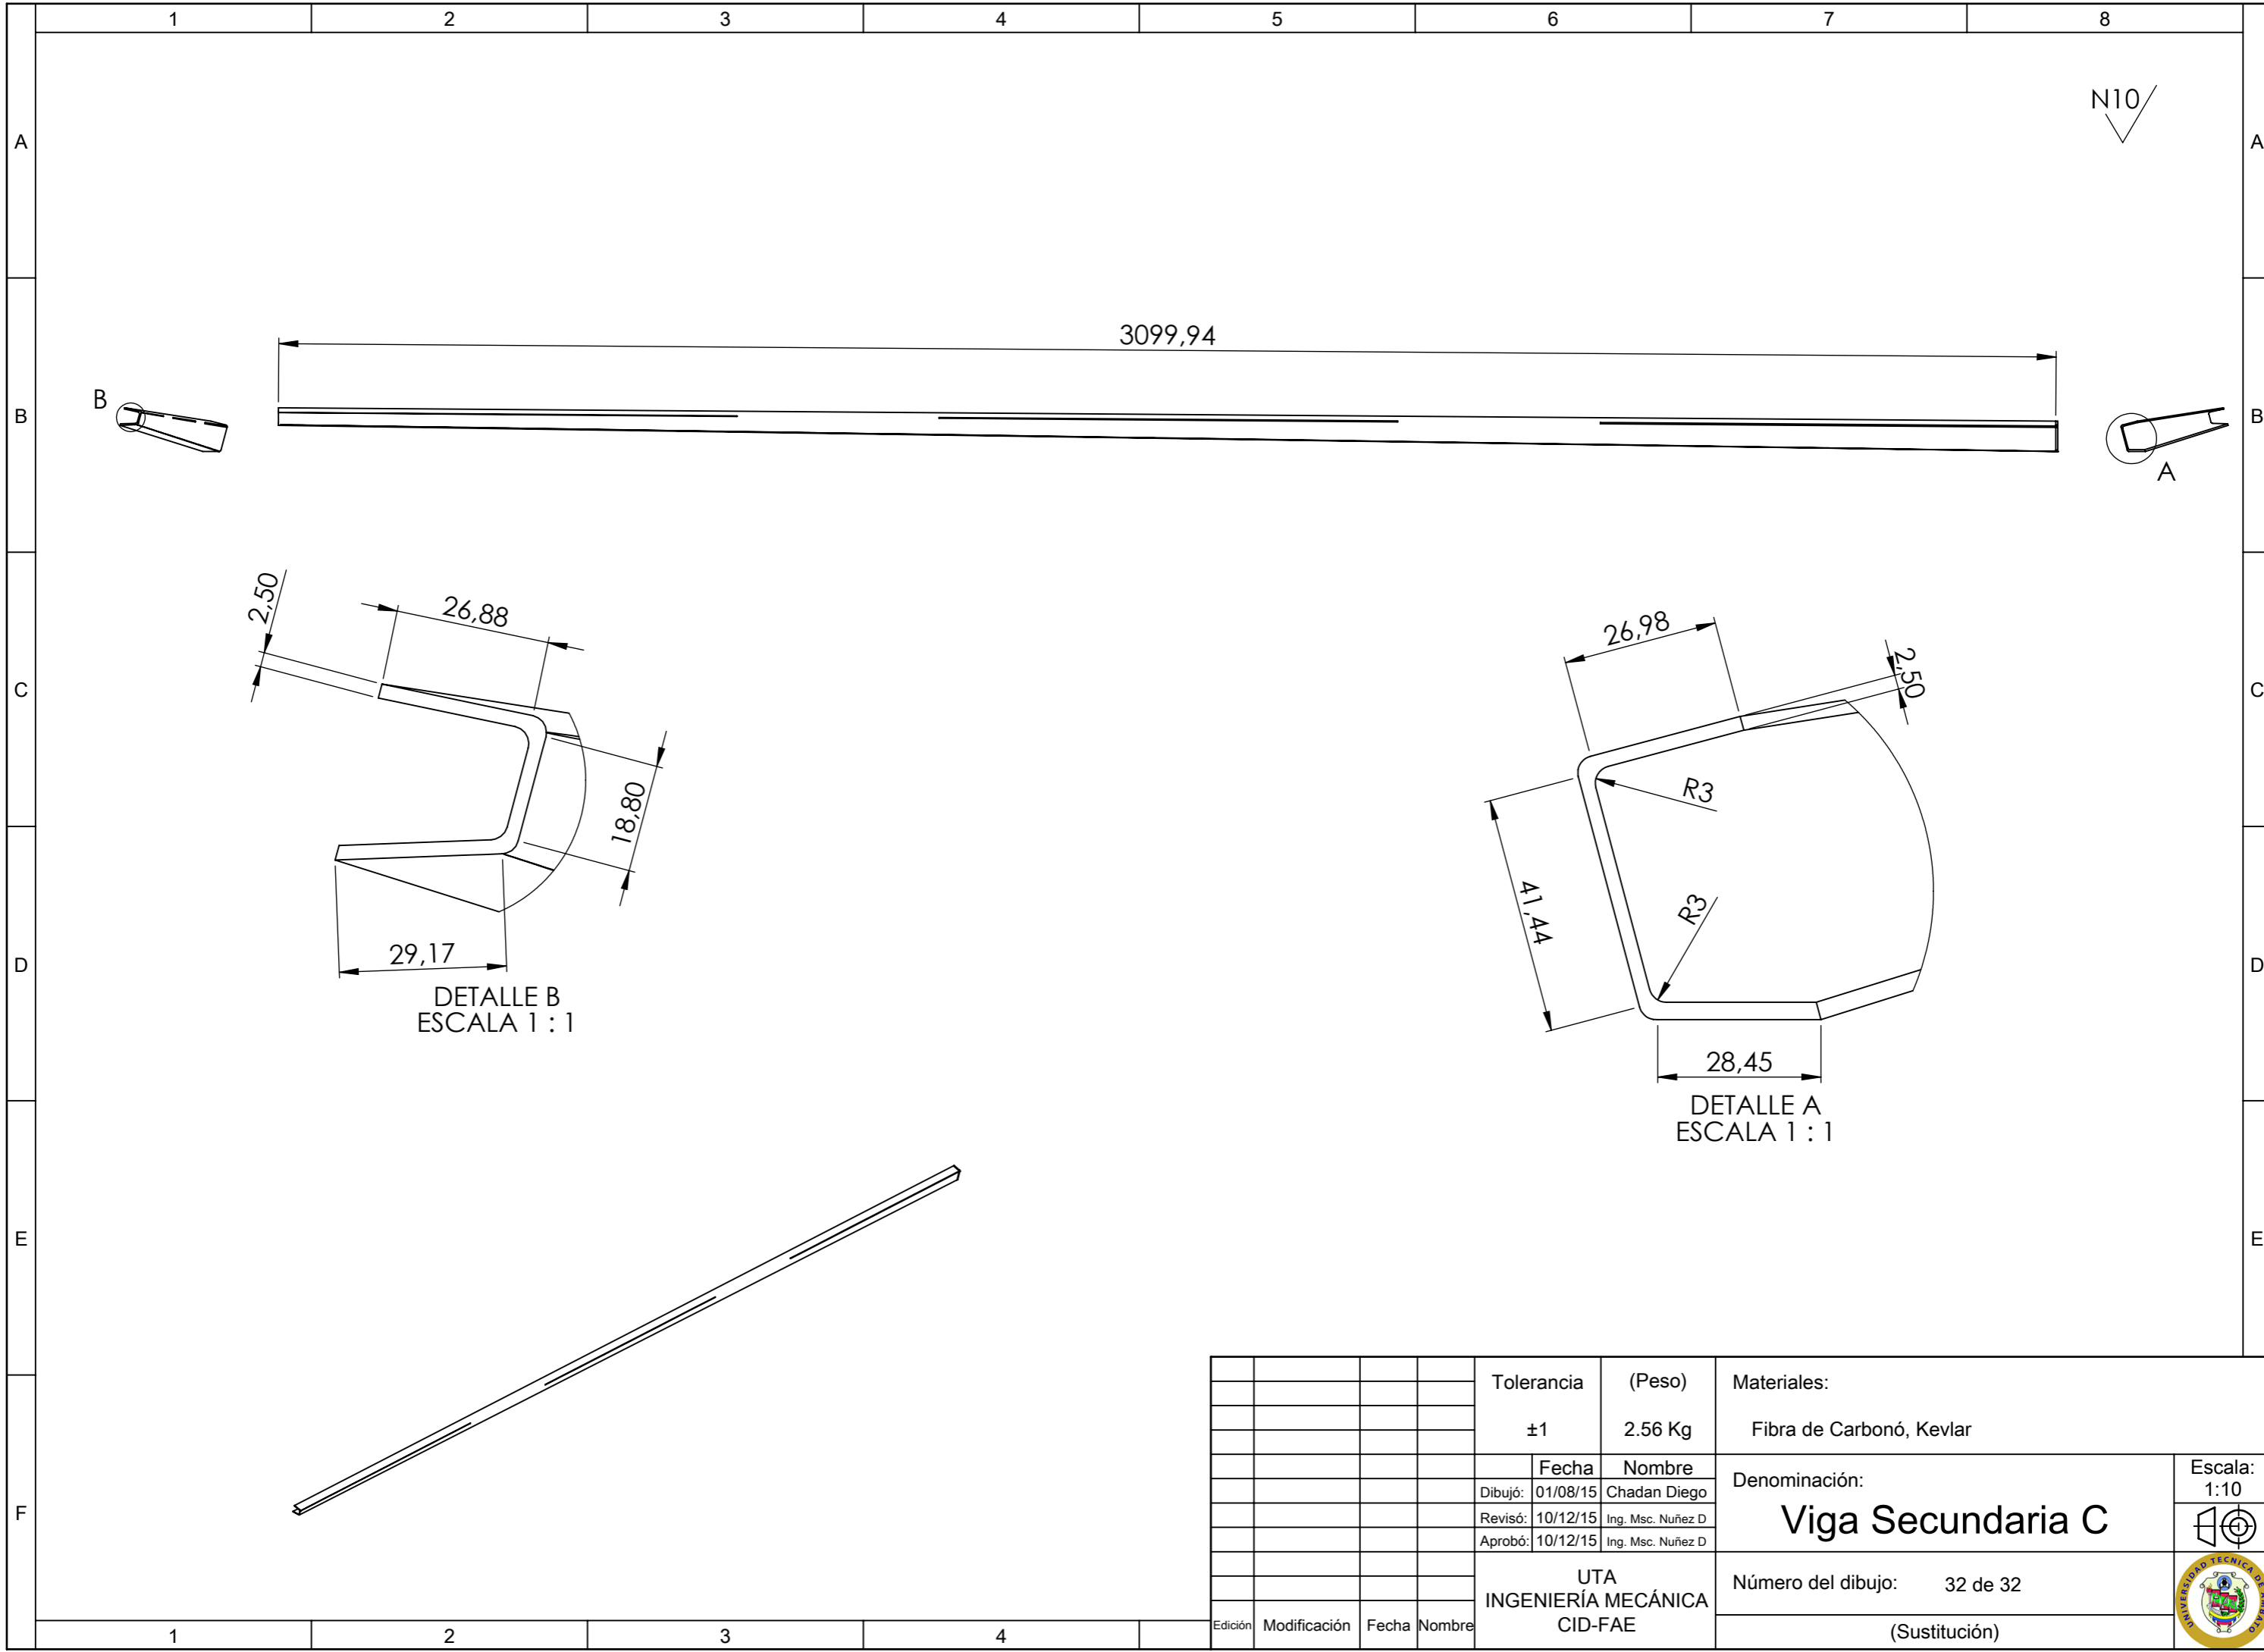 1 2 3 4 5 6 7 8
A A
N10
3099,94
B B
B A
2,50
26,88
26,98
2,50
C C
18,80
R3
41,44
R3
29,17
D D
DETALLE B
ESCALA 1 : 1
28,45
DETALLE A
ESCALA 1 : 1
E E
F
Tolerancia (Peso) Materiales:
±1 2.56 Kg Fibra de Carbonó, Kevlar
Fecha Nombre
Denominación:
Escala:
1:10
Dibujó: 01/08/15 Chadan Diego
Viga Secundaria C
Revisó: 10/12/15 Ing. Msc. Nuñez D
Aprobó: 10/12/15 Ing. Msc. Nuñez D
UTA
INGENIERÍA MECÁNICA
CID-FAE
Número del dibujo: 32 de 32
(Sustitución)
Edición Modificación Fecha Nombre
UNIVERSIDAD TECNICA DE AMBATO
1 2 3 4